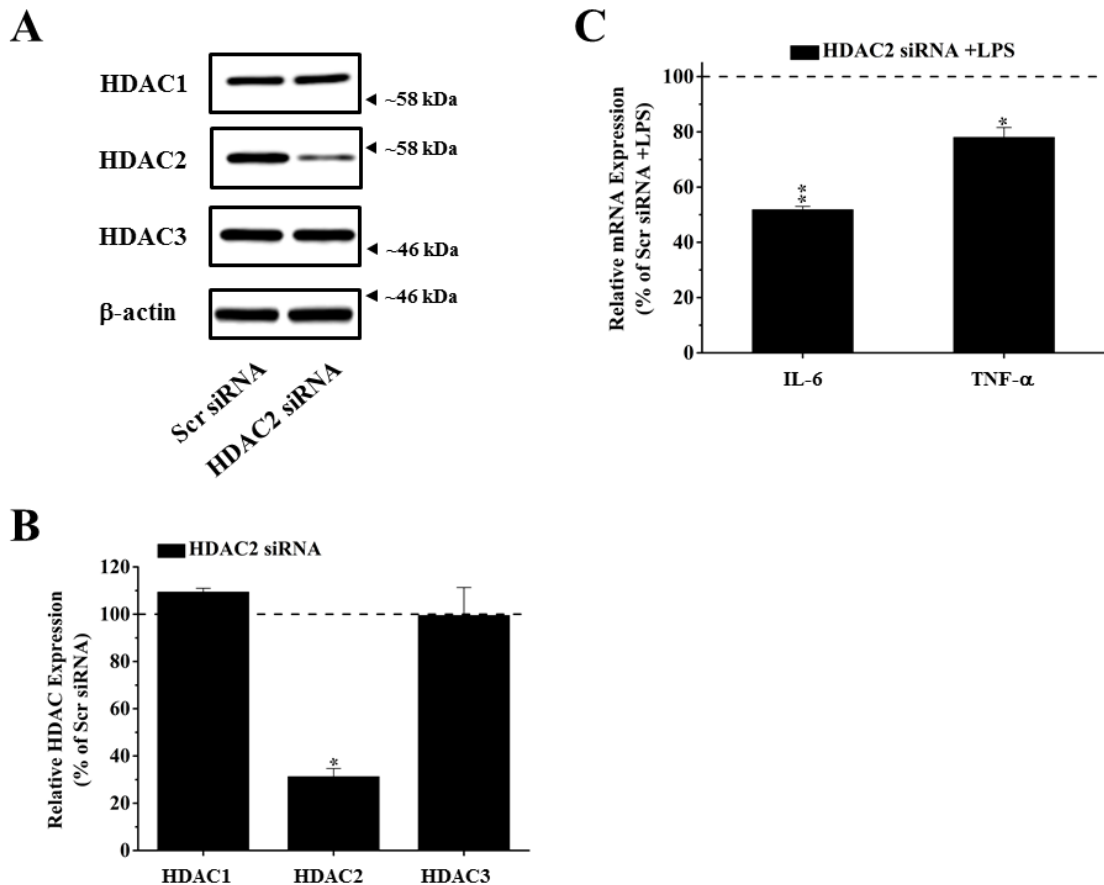 A
HDAC1
◄ ~58 kDa
HDAC2
◄ ~58 kDa
HDAC3
◄ ~46 kDa
β-actin
◄ ~46 kDa
Scr siRNA
HDAC2 siRNA
B
HDAC2 siRNA
Relative HDAC Expression
(% of Scr siRNA)
120
100
80
60
40
20
0
*
HDAC1 HDAC2 HDAC3
C
HDAC2 siRNA +LPS
Relative mRNA Expression
(% of Scr siRNA +LPS)
100
80
60
40
20
0
**
*
IL-6 TNF-α